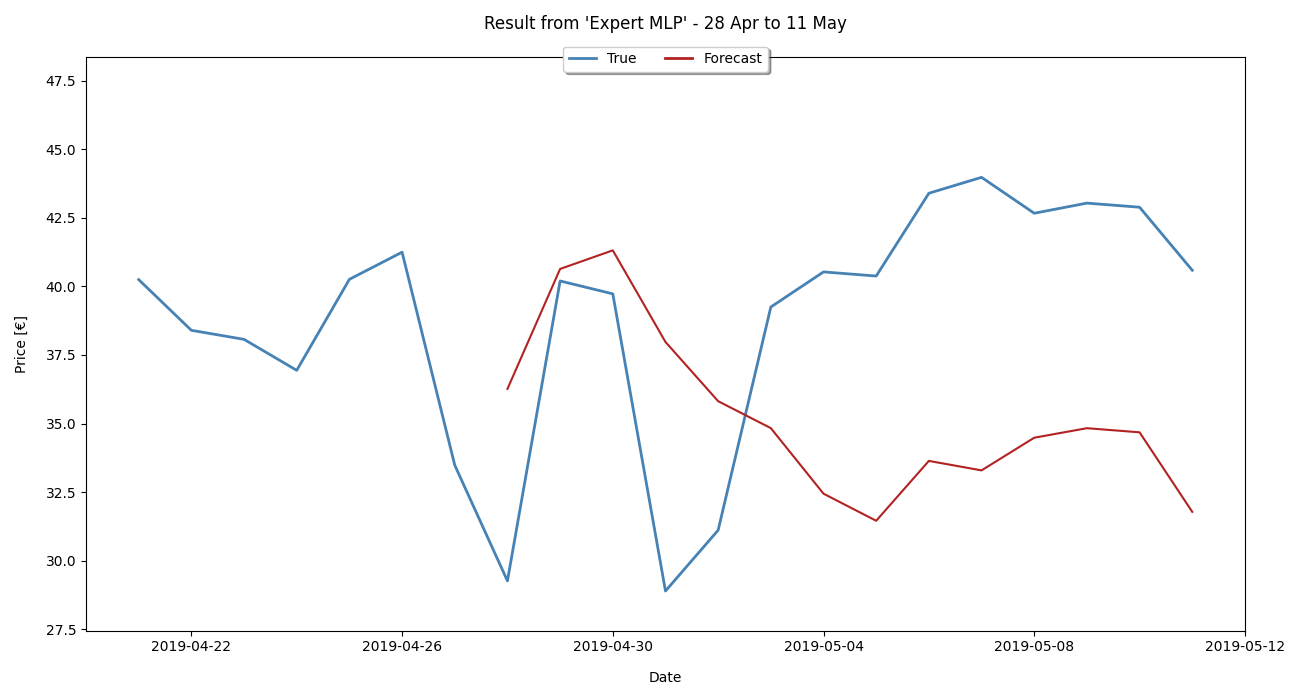 Result from 'Expert MLP' - 28 Apr to 11 May
True Forecast
47.5
45.0
42.5
40.0
37.5
35.0
32.5
30.0
27.5
Price [€]
2019-04-22 2019-04-26 2019-04-30 2019-05-04 2019-05-08 2019-05-12
Date